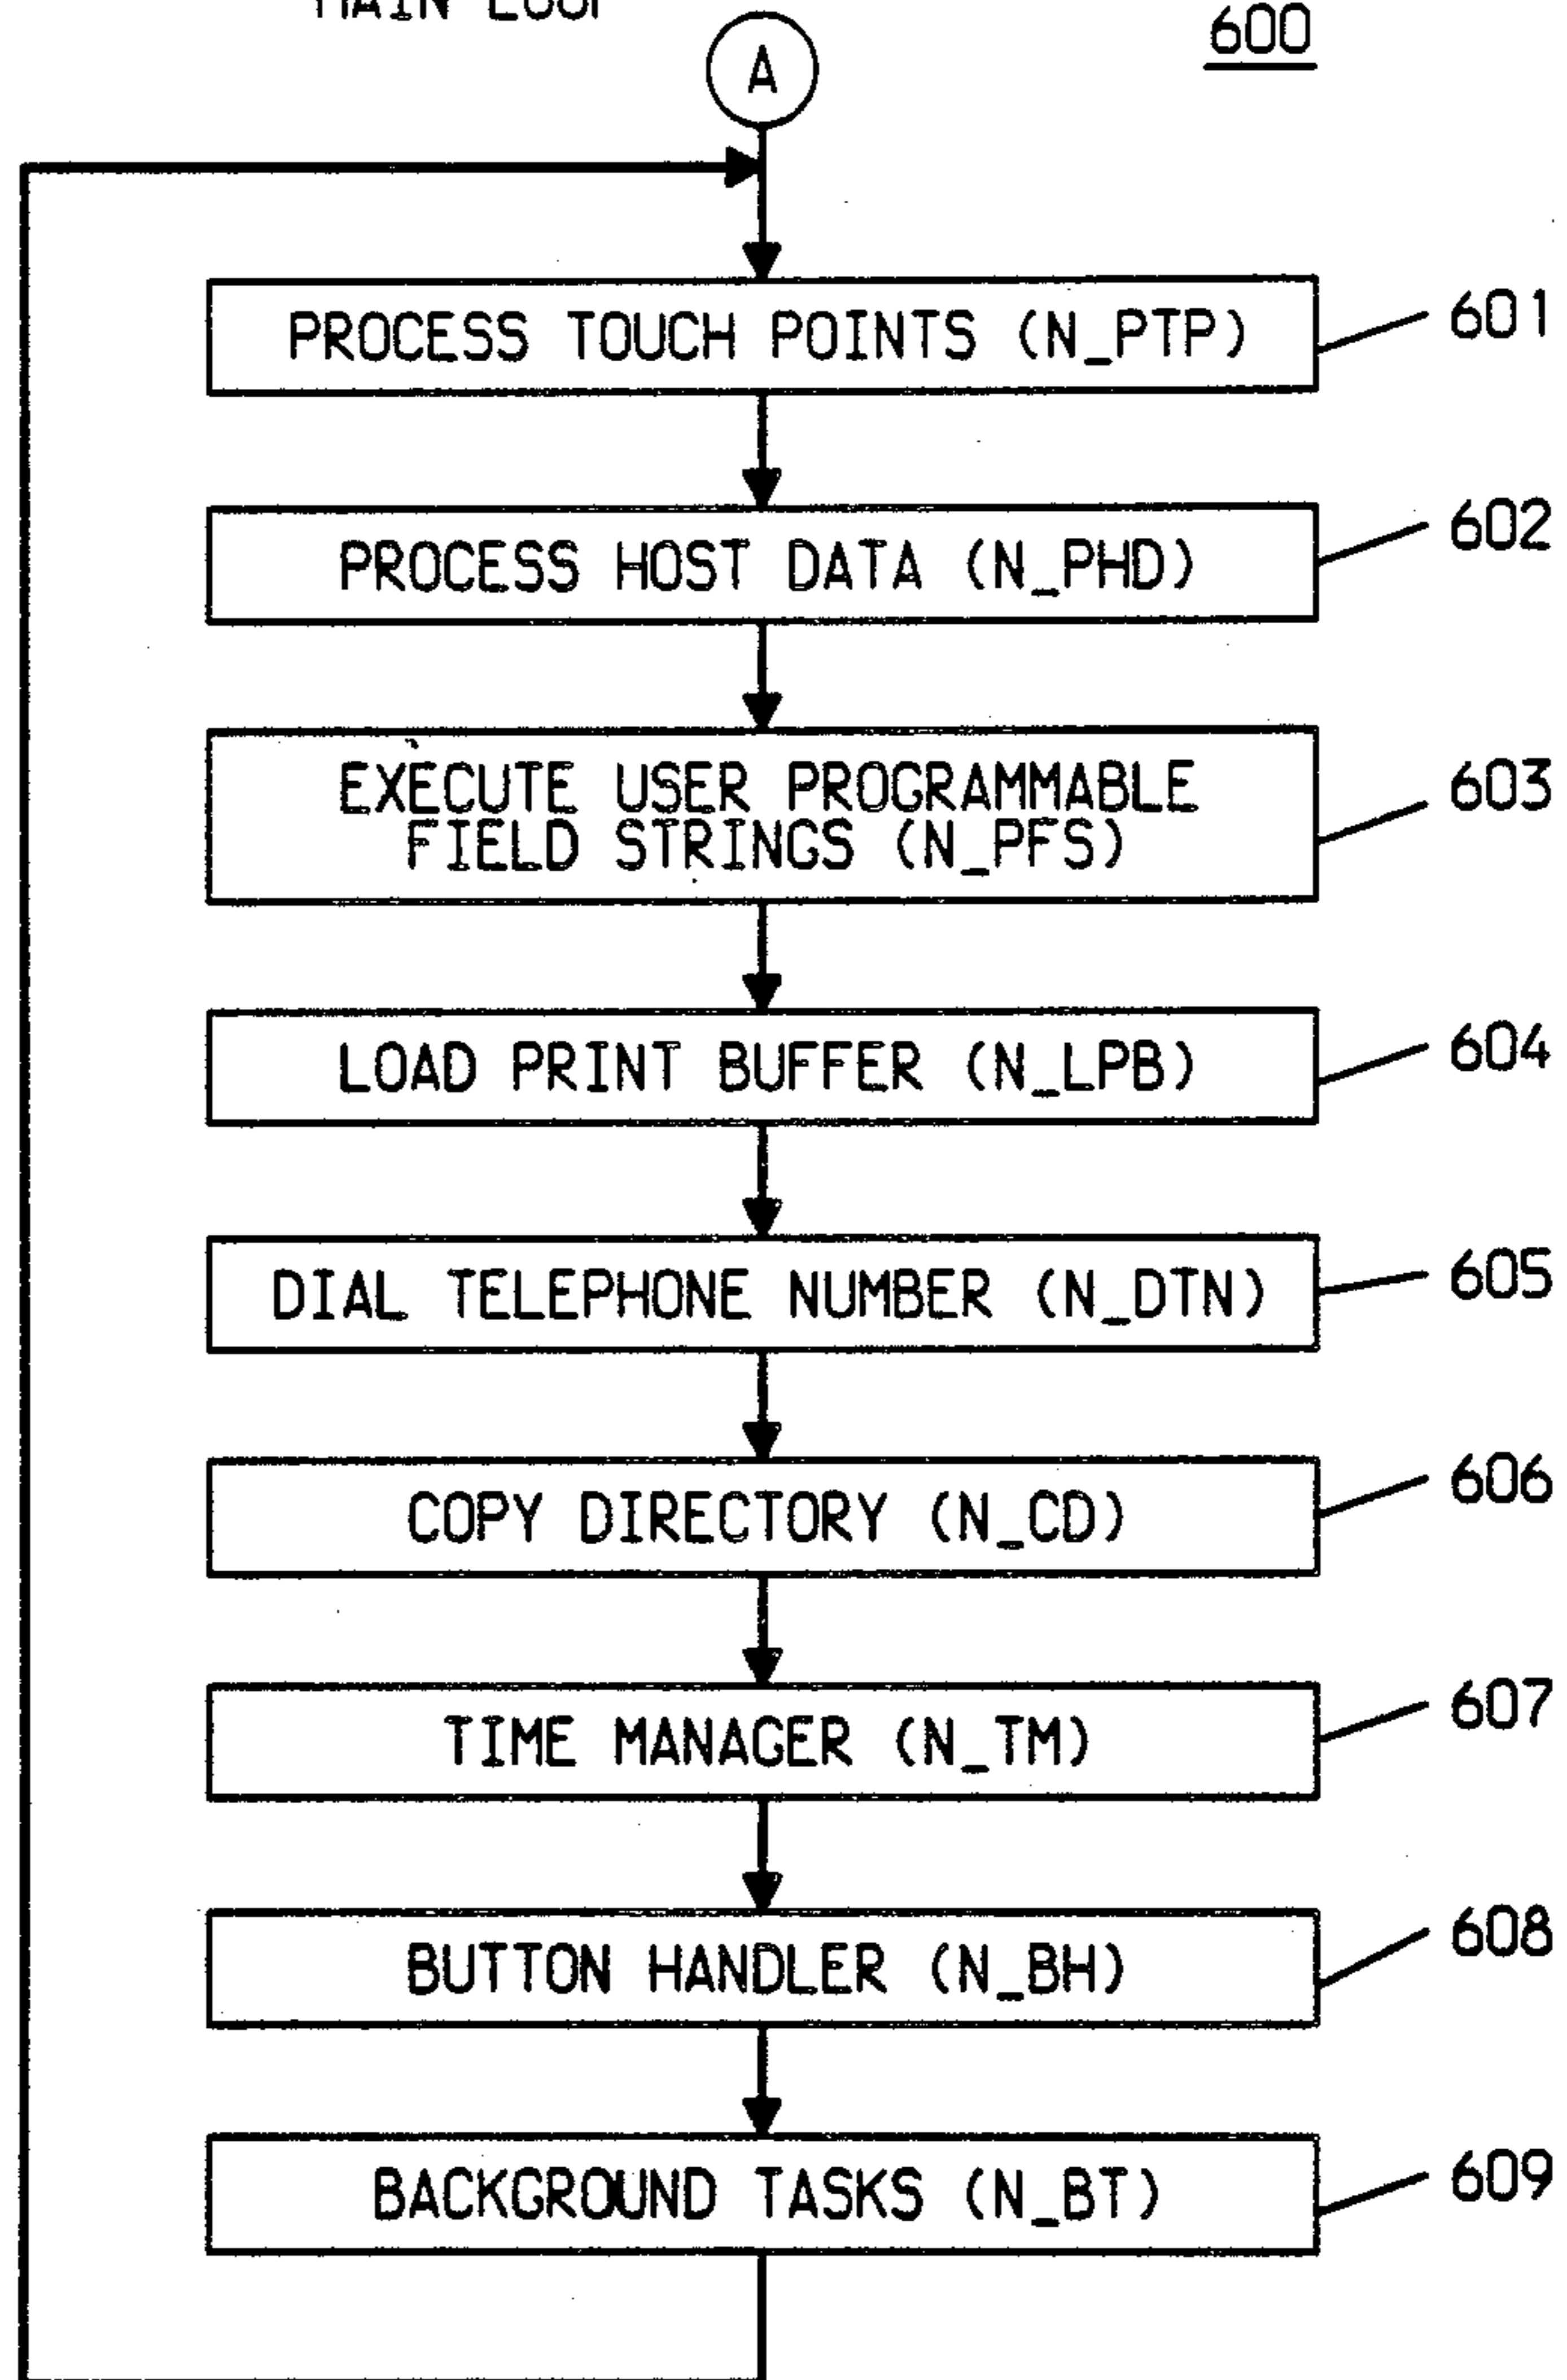 MAIN LOOP
600
A
PROCESS TOUCH POINTS (N_PTP)
601
PROCESS HOST DATA (N_PHD)
602
EXECUTE USER PROGRAMMABLE
FIELD STRINGS (N_PFS)
603
LOAD PRINT BUFFER (N_LPB)
604
DIAL TELEPHONE NUMBER (N_DTN)
605
COPY DIRECTORY (N_CD)
606
TIME MANAGER (N_TM)
607
BUTTON HANDLER (N_BH)
608
BACKGROUND TASKS (N_BT)
609